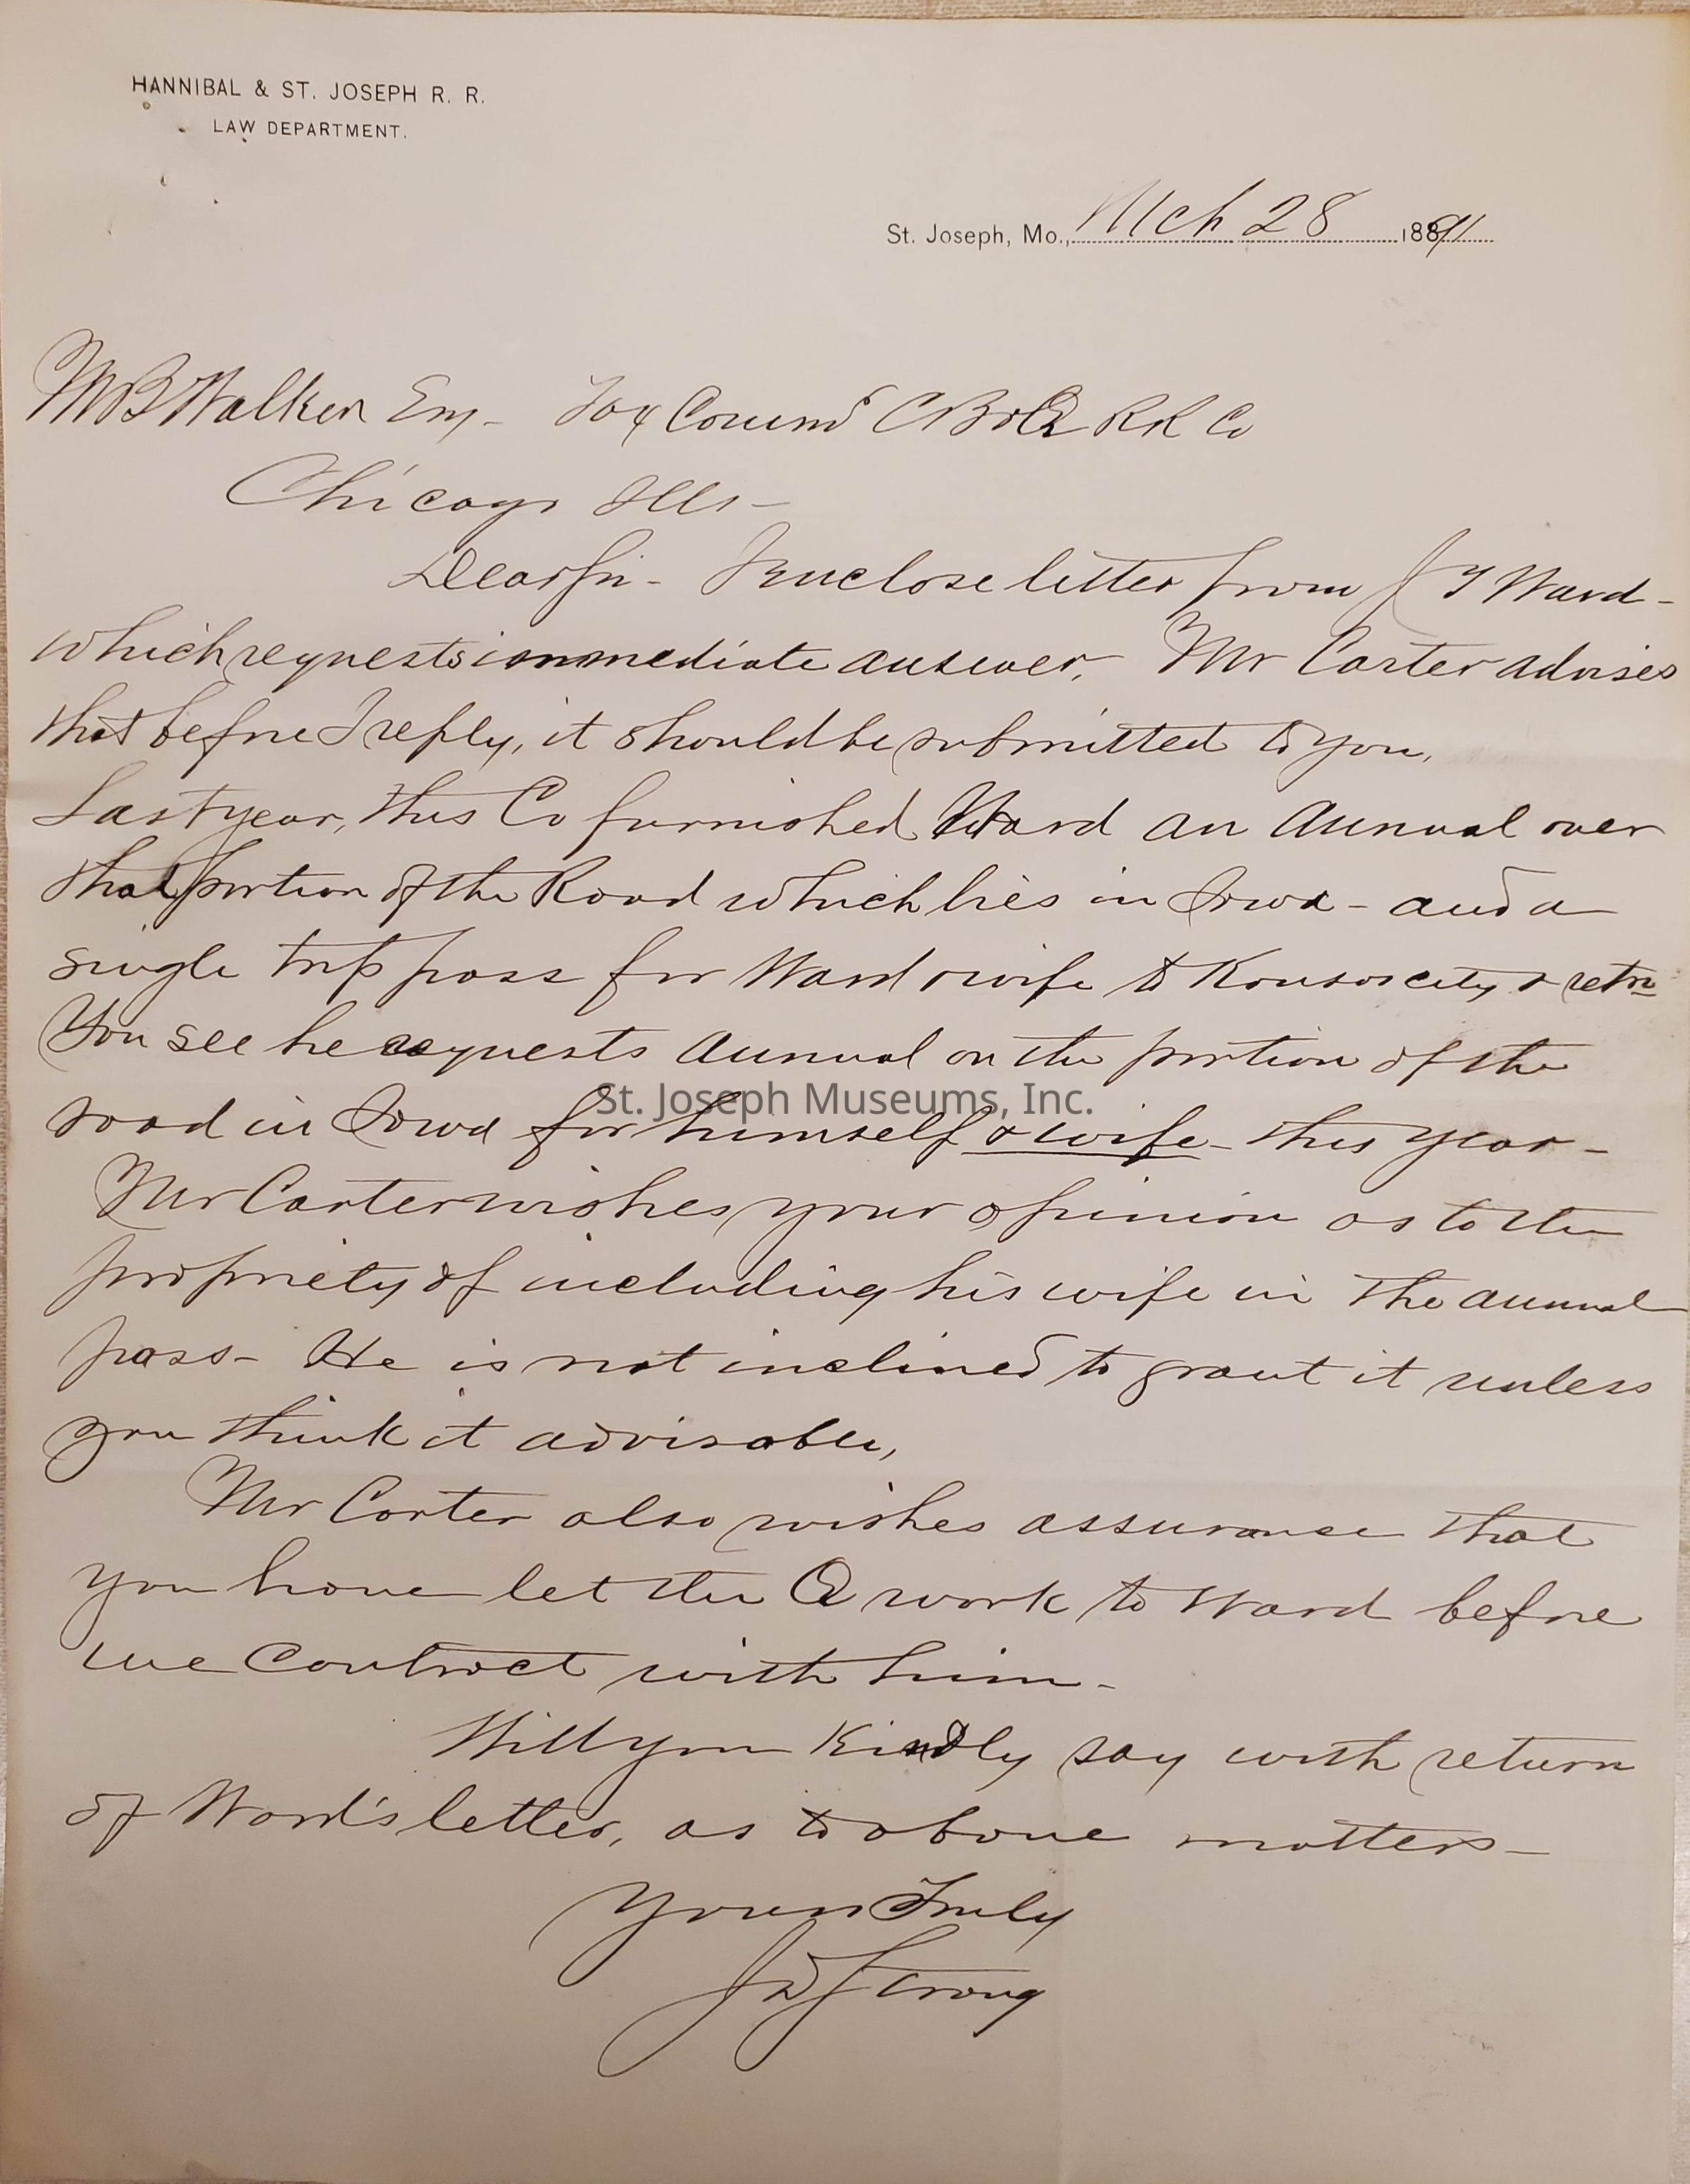 HANNIBAL & ST. JOSEPH R. R.
LAW DEPARTMENT.
St. Joseph, Mo., Mch 28 1891
W B Walker Esq - Tax Commr C B & Q R R Co
Chicago Ills -
Dear Sir - I enclose letter from J Y Ward -
which requests immediate answer, Mr Carter advises
that before I reply, it should be submitted to you,
Last year, this Co furnished Ward an Annual over
that portion of the Road which lies in Iowa - and a
single trip pass for Ward & wife to Kansas city & retn
You see he requests Annual on the portion of the
road in Iowa for himself & wife - this year -
St. Joseph Museums, Inc.
Mr Carter wishes your opinion as to the
propriety of including his wife in the annual
pass - He is not inclined to grant it unless
you think it advisable,
Mr Carter also wishes assurance that
you have let the Q work to Ward before
we contract with him -
Will you Kindly say with return
of Ward's letter, as to above matters -
Yours Truly
Strong